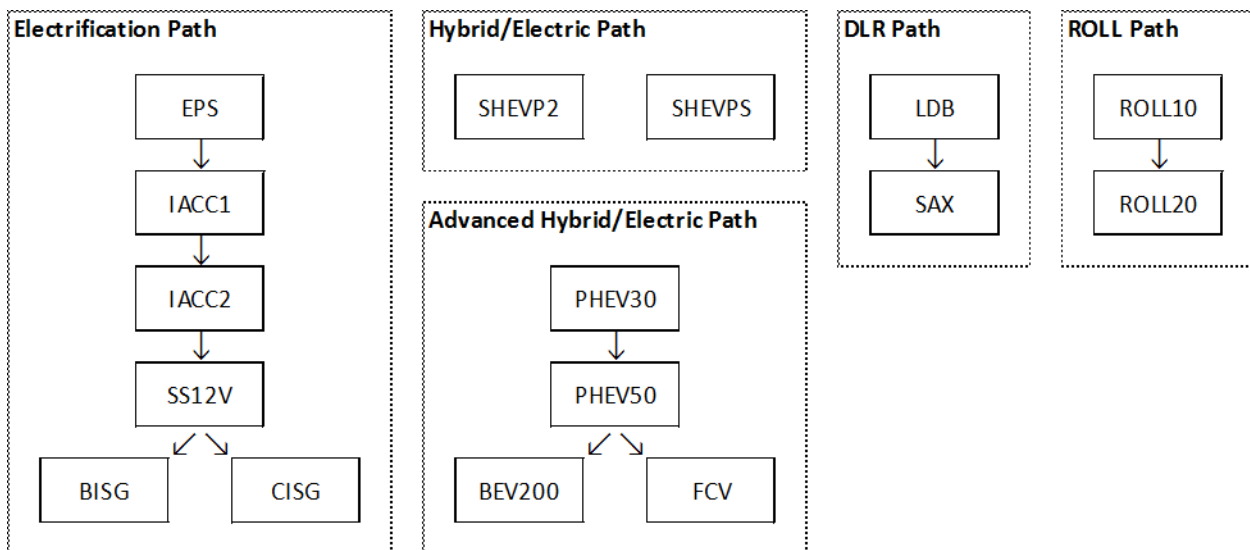 Electrification Path
EPS
IACC1
IACC2
SS12V
BISG
CISG
Hybrid/Electric Path
SHEVP2
SHEVPS
Advanced Hybrid/Electric Path
PHEV30
PHEV50
BEV200
FCV
DLR Path
LDB
SAX
ROLL Path
ROLL10
ROLL20